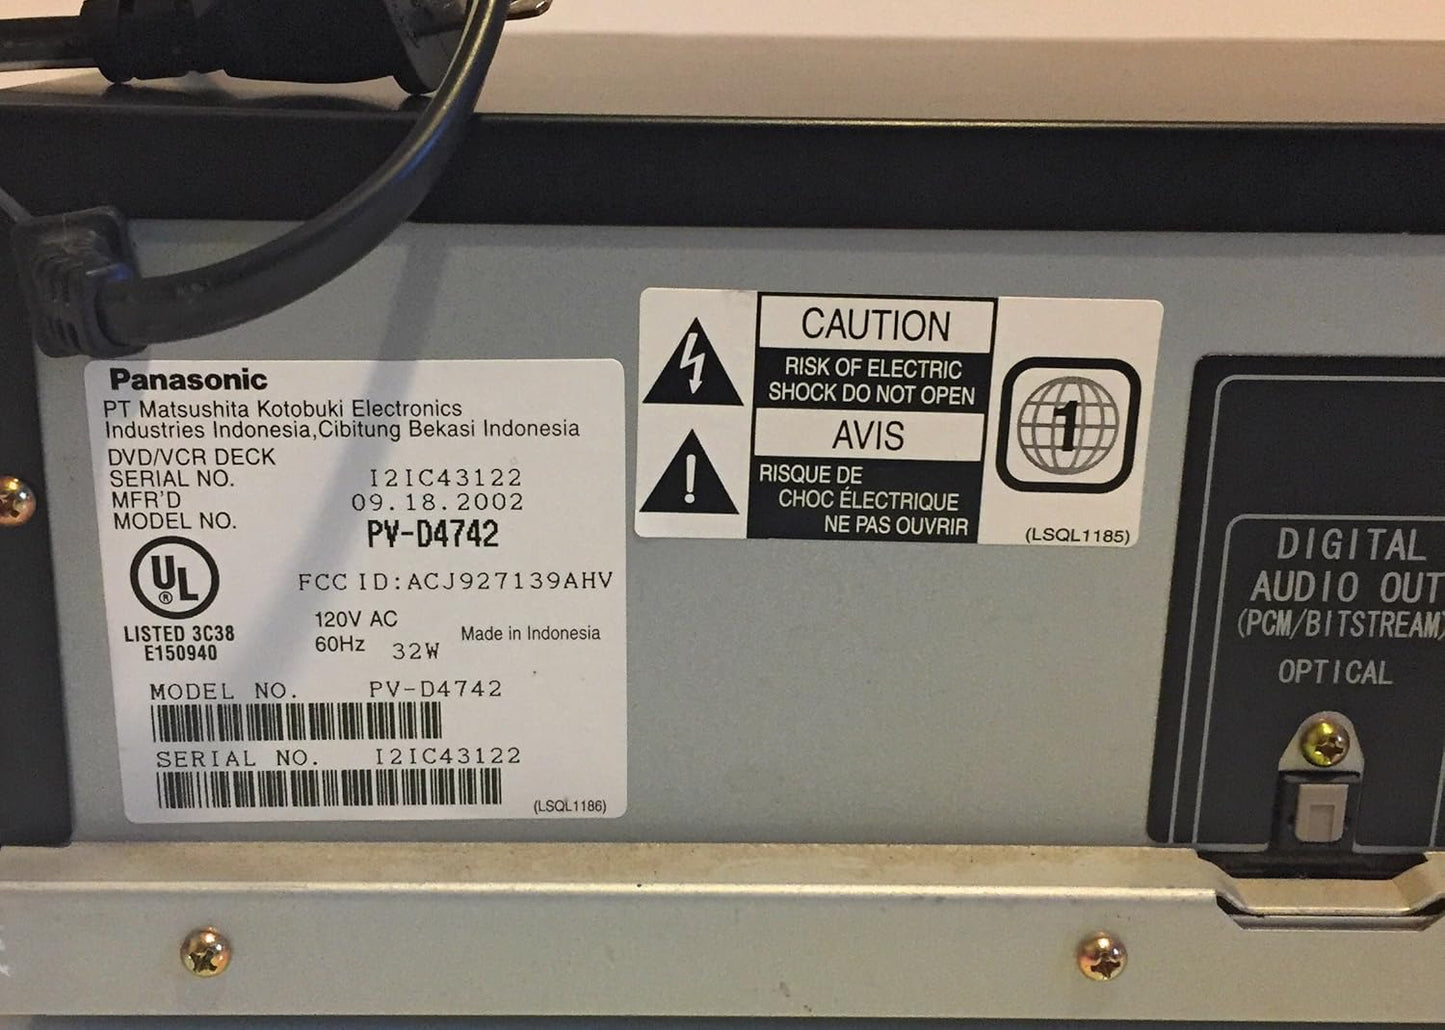 Panasonic
PT Matsushita Kotobuki Electronics
Industries Indonesia,Cibitung Bekasi Indonesia
DVD/VCR DECK
SERIAL NO. I2IC43122
MFR'D 09.18.2002
MODEL NO. PV-D4742
UL
®
LISTED 3C38
E150940
FCC ID:ACJ927139AHV
120V AC
60Hz 32W
Made in Indonesia
MODEL NO. PV-D4742
SERIAL NO. I2IC43122
(LSQL1186)
CAUTION
RISK OF ELECTRIC
SHOCK DO NOT OPEN
AVIS
RISQUE DE
CHOC ÉLECTRIQUE
NE PAS OUVRIR
1
(LSQL1185)
DIGITAL
AUDIO OUT
(PCM/BITSTREAM)
OPTICAL